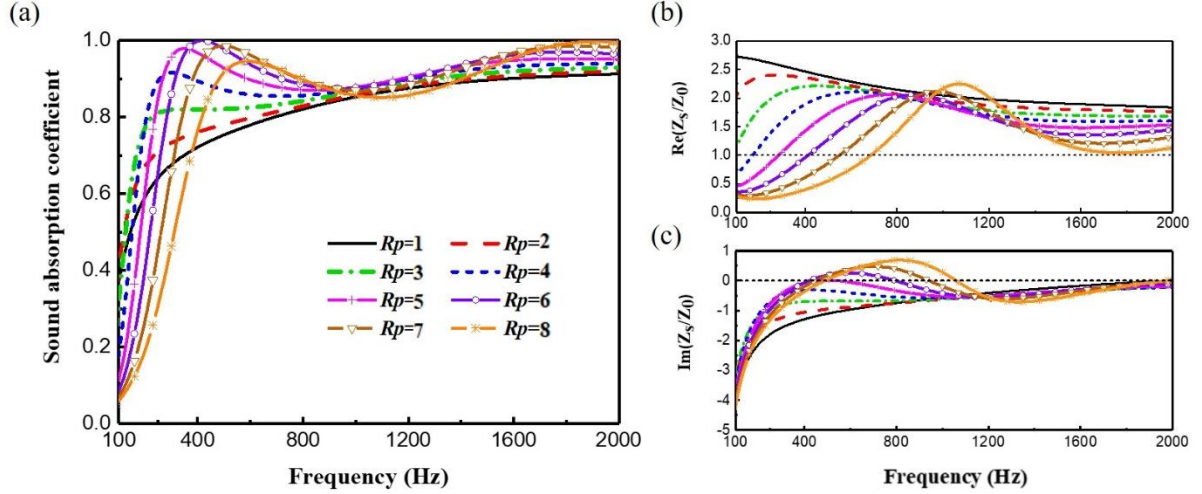 (a)
Sound absorption coefficient
1.0
0.8
0.6
0.4
0.2
0.0
Rp=1 Rp=2
Rp=3 Rp=4
Rp=5 Rp=6
Rp=7 Rp=8
100 400 800 1200 1600 2000
Frequency (Hz)
(b)
Re(Zs/Z0)
3.0
2.5
2.0
1.5
1.0
0.5
0.0
100 400 800 1200 1600 2000
(c)
Im(Zs/Z0)
1
0
-1
-2
-3
-4
-5
100 400 800 1200 1600 2000
Frequency (Hz)